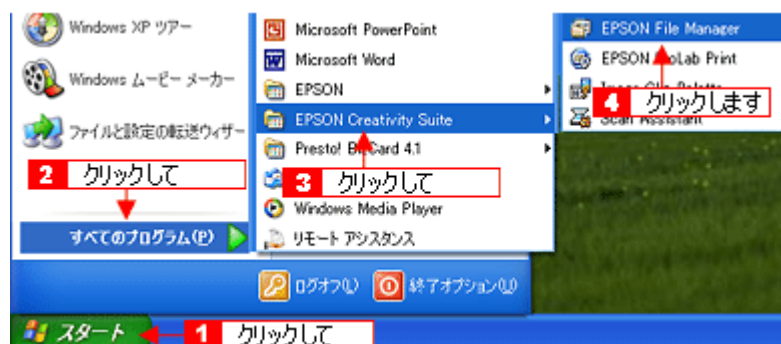 Windows XP ツアー
Windows ムービー メーカー
ファイルと設定の転送ウィザー
2 クリックして
すべてのプログラム(P)
Microsoft PowerPoint
Microsoft Word
EPSON
EPSON Creativity Suite
Presto! Card 4.1
3 クリックして
Windows Media Player
リモート アシスタンス
EPSON File Manager
EPSON Print
4 クリックします
Scan Assistant
ログオフ(L)
終了オプション(U)
スタート
1 クリックして